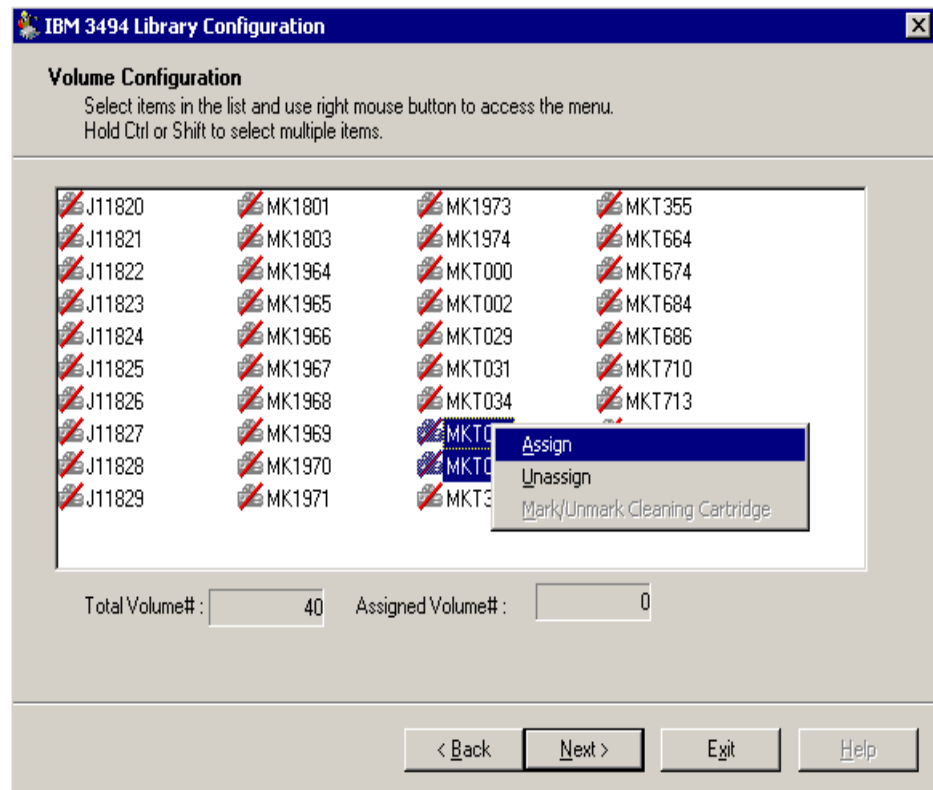 IBM 3494 Library Configuration
Volume Configuration
Select items in the list and use right mouse button to access the menu.
Hold Ctrl or Shift to select multiple items.
J11820 MK1801 MK1973 MKT355
J11821 MK1803 MK1974 MKT664
J11822 MK1964 MKT000 MKT674
J11823 MK1965 MKT002 MKT684
J11824 MK1966 MKT029 MKT686
J11825 MK1967 MKT031 MKT710
J11826 MK1968 MKT034 MKT713
J11827 MK1969
J11828 MK1970
J11829 MK1971
Assign
Unassign
Mark/Unmark Cleaning Cartridge
Total Volume# : 40 Assigned Volume# : 0
< Back Next > Exit Help